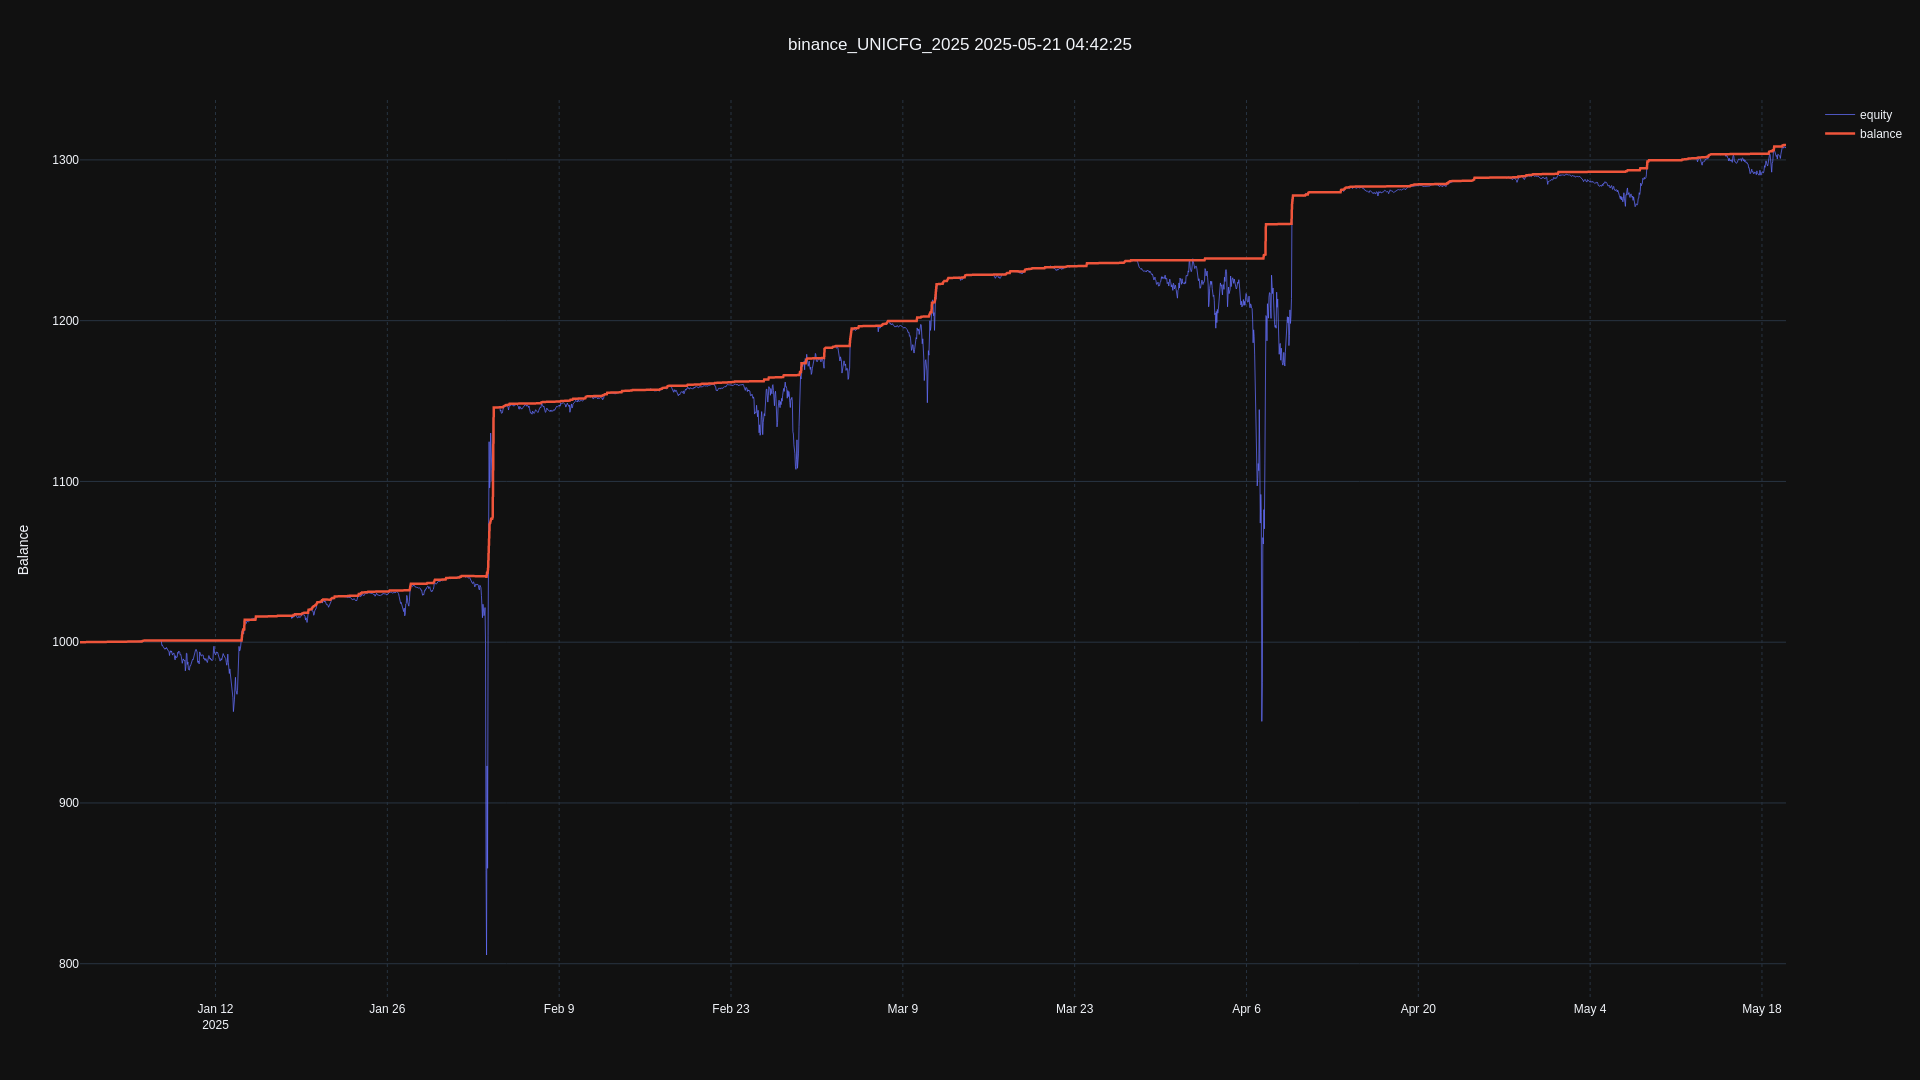 binance_UNICFG_2025 2025-05-21 04:42:25
equity
balance
1300
1200
1100
1000
900
800
Balance
Jan 12
2025
Jan 26
Feb 9
Feb 23
Mar 9
Mar 23
Apr 6
Apr 20
May 4
May 18